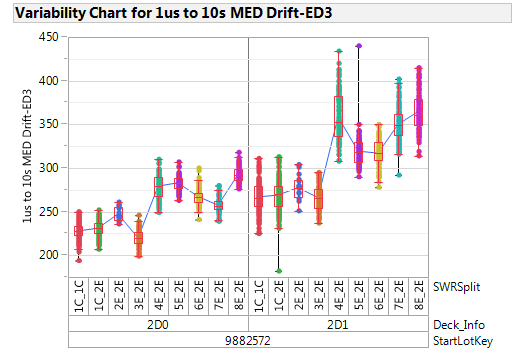 Variability Chart for 1us to 10s MED Drift-ED3
1us to 10s MED Drift-ED3
450
400
350
300
250
200
1C_1C 1C_2E 2E_2E 3E_2E 4E_2E 5E_2E 6E_2E 7E_2E 8E_2E 1C_1C 1C_2E 2E_2E 3E_2E 4E_2E 5E_2E 6E_2E 7E_2E 8E_2E SWRSplit
2D0 2D1 Deck_Info
9882572 StartLotKey